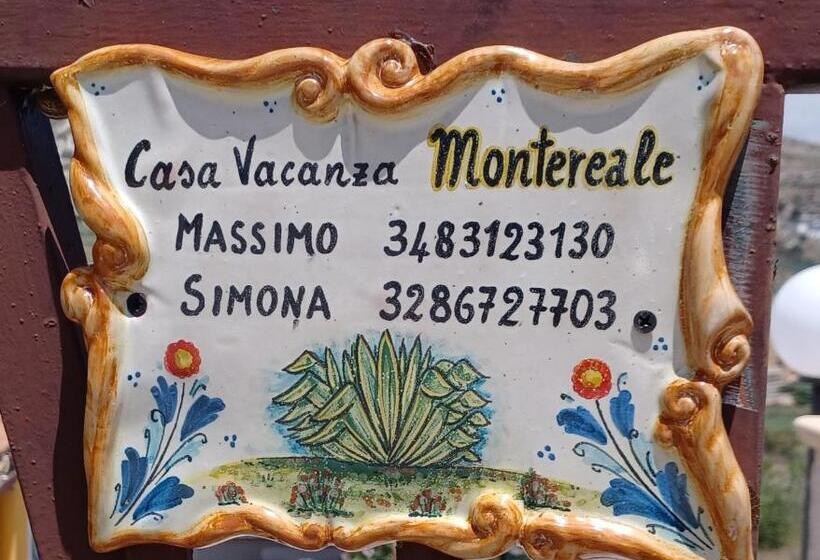 Casa Vacanza Montereale
MASSIMO 3483123130
SIMONA 3286727703